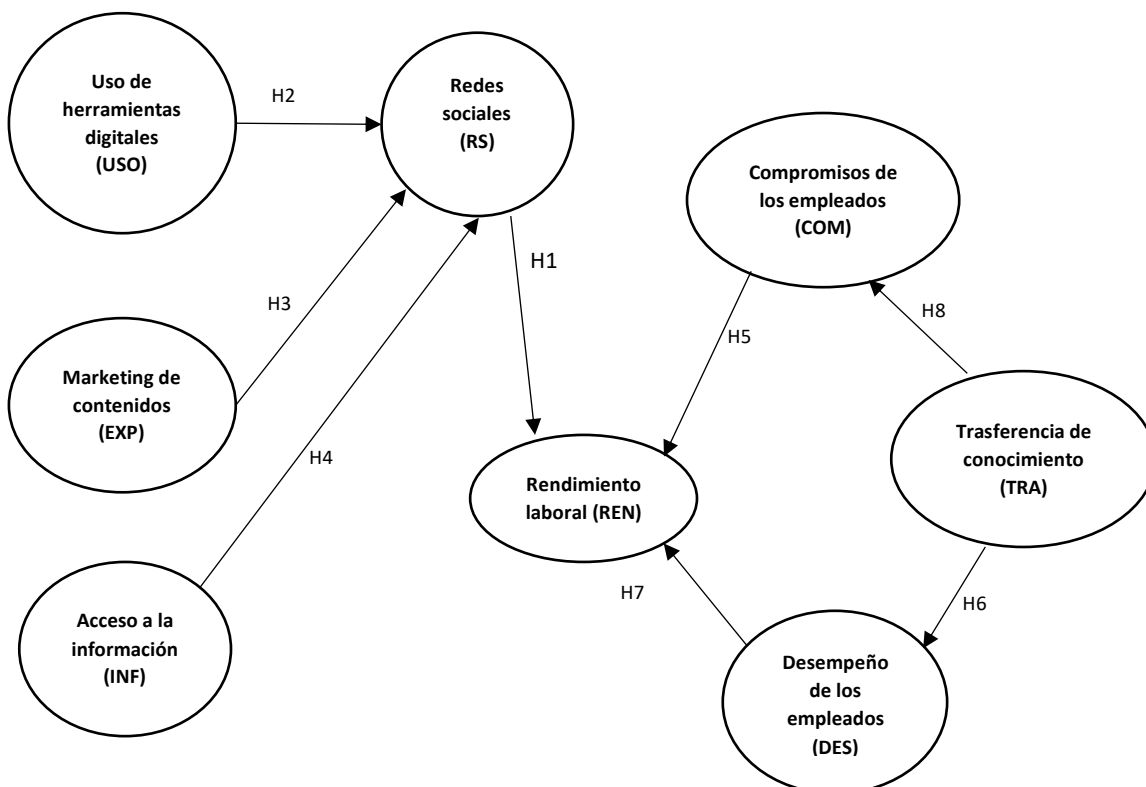 Uso de
herramientas
digitales
(USO)
H2
Redes
sociales
(RS)
Compromisos de
los empleados
(COM)
H1
H3
H8
H5
Marketing de
contenidos
(EXP)
H4
Trasferencia de
conocimiento
(TRA)
Rendimiento
laboral (REN)
H7
H6
Acceso a la
información
(INF)
Desempeño
de los
empleados
(DES)